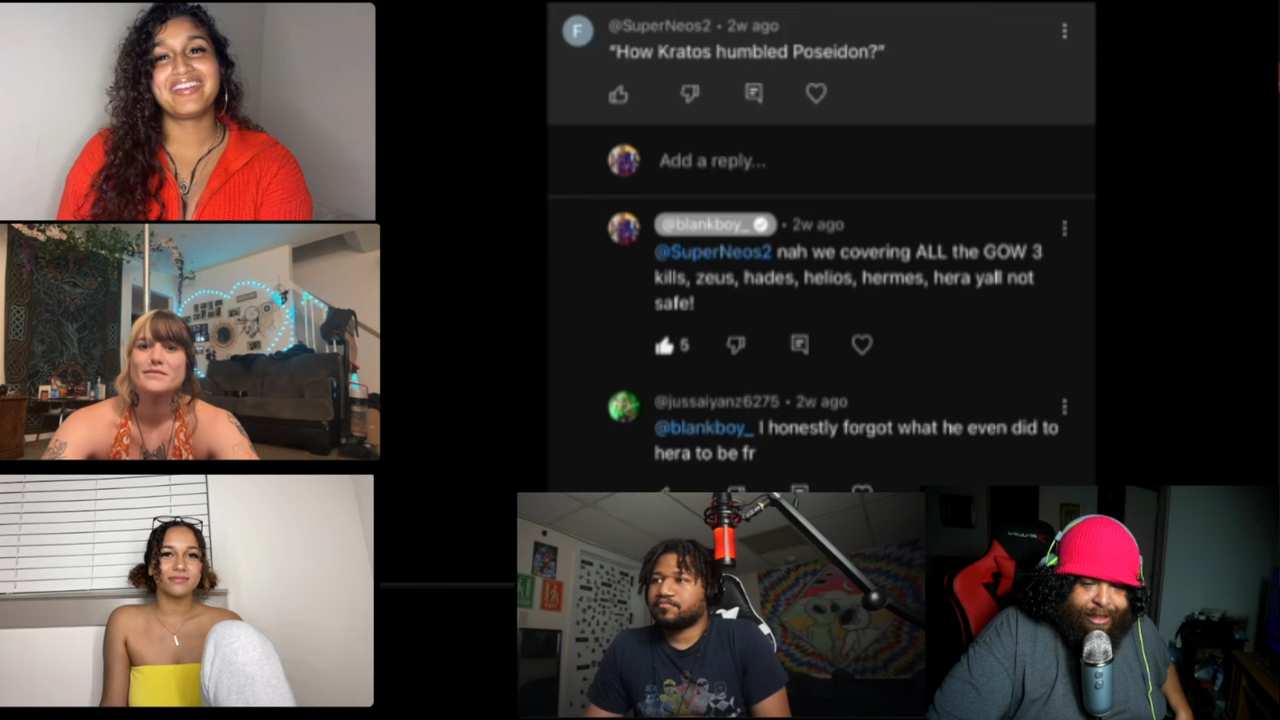 @SuperNeos2 • 2w ago
“How Kratos humbled Poseidon?”
F
Add a reply...
@blankboy_ • 2w ago
@SuperNeos2 nah we covering ALL the GOW 3
kills, zeus, hades, helios, hermes, hera yall not
safe!
5
@jussaiyanz6275 • 2w ago
@blankboy_ I honestly forgot what he even did to
hera to be fr